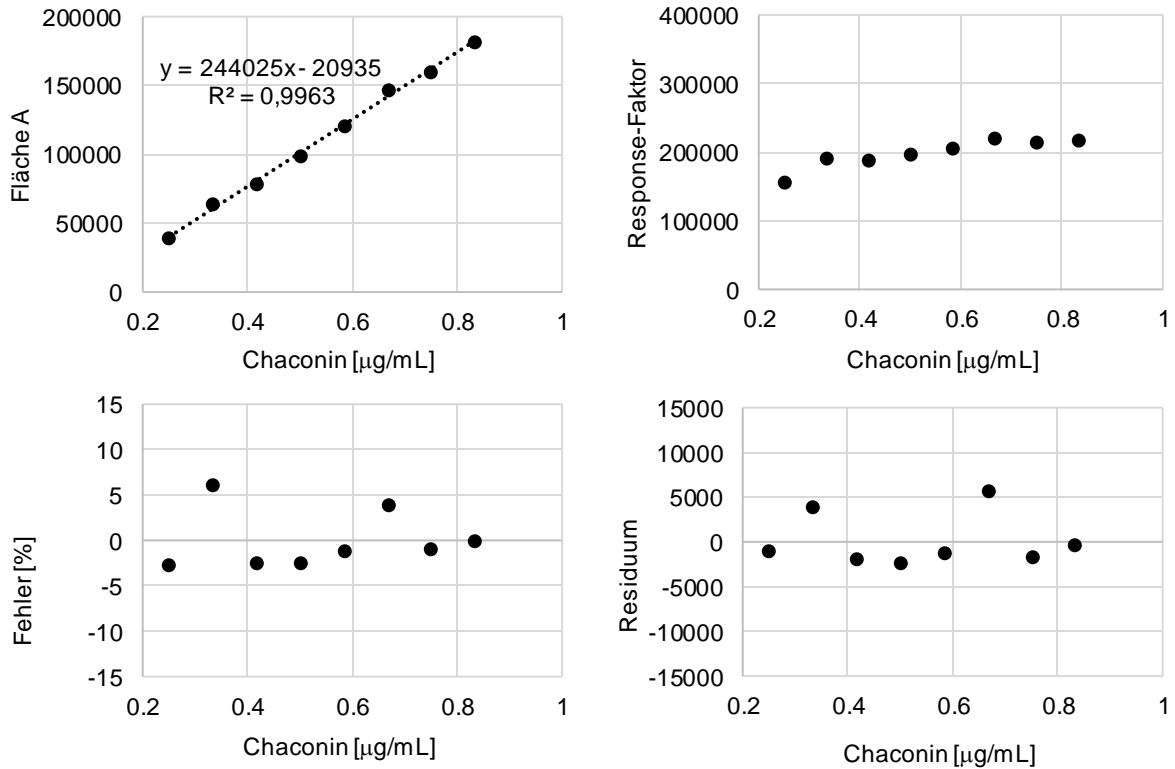 200000
150000
100000
50000
0
y = 244025x - 20935
R² = 0,9963
Fläche A
0.2 0.4 0.6 0.8 1
Chaconin [µg/mL]
400000
300000
200000
100000
0
Response-Faktor
0.2 0.4 0.6 0.8 1
Chaconin [µg/mL]
15
10
5
0
-5
-10
-15
Fehler [%]
0.2 0.4 0.6 0.8 1
Chaconin [µg/mL]
15000
10000
5000
0
-5000
-10000
-15000
Residuum
0.2 0.4 0.6 0.8 1
Chaconin [µg/mL]